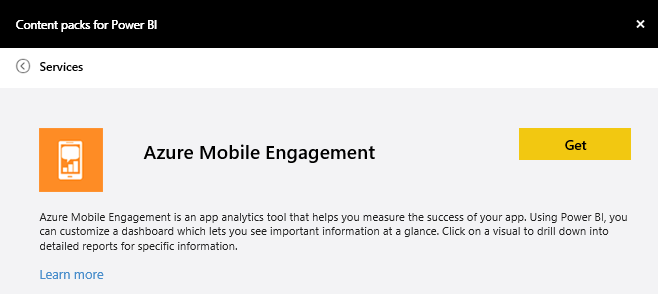 Content packs for Power BI
Services
Azure Mobile Engagement
Get
Azure Mobile Engagement is an app analytics tool that helps you measure the success of your app. Using Power BI, you
can customize a dashboard which lets you see important information at a glance. Click on a visual to drill down into
detailed reports for specific information.
Learn more